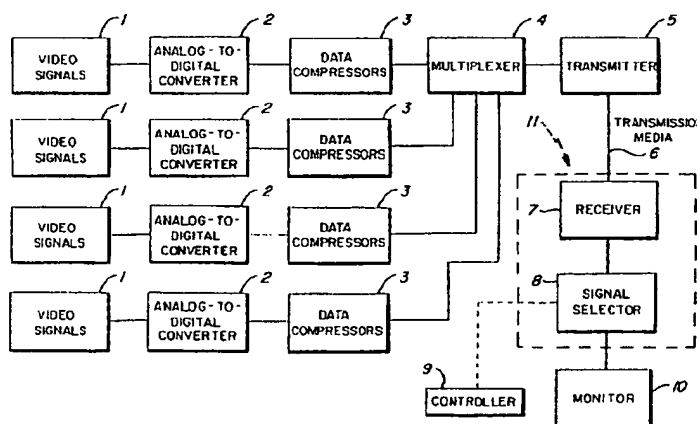 1
2
3
4
5
VIDEO
SIGNALS
ANALOG-TO-
DIGITAL
CONVERTER
DATA
COMPRESSORS
MULTIPLEXER
TRANSMITTER
1
2
3
VIDEO
SIGNALS
ANALOG-TO-
DIGITAL
CONVERTER
DATA
COMPRESSORS
11
TRANSMISSION
MEDIA
6
1
2
3
VIDEO
SIGNALS
ANALOG-TO-
DIGITAL
CONVERTER
DATA
COMPRESSORS
7
RECEIVER
1
2
3
VIDEO
SIGNALS
ANALOG-TO-
DIGITAL
CONVERTER
DATA
COMPRESSORS
8
SIGNAL
SELECTOR
9
CONTROLLER
MONITOR
10